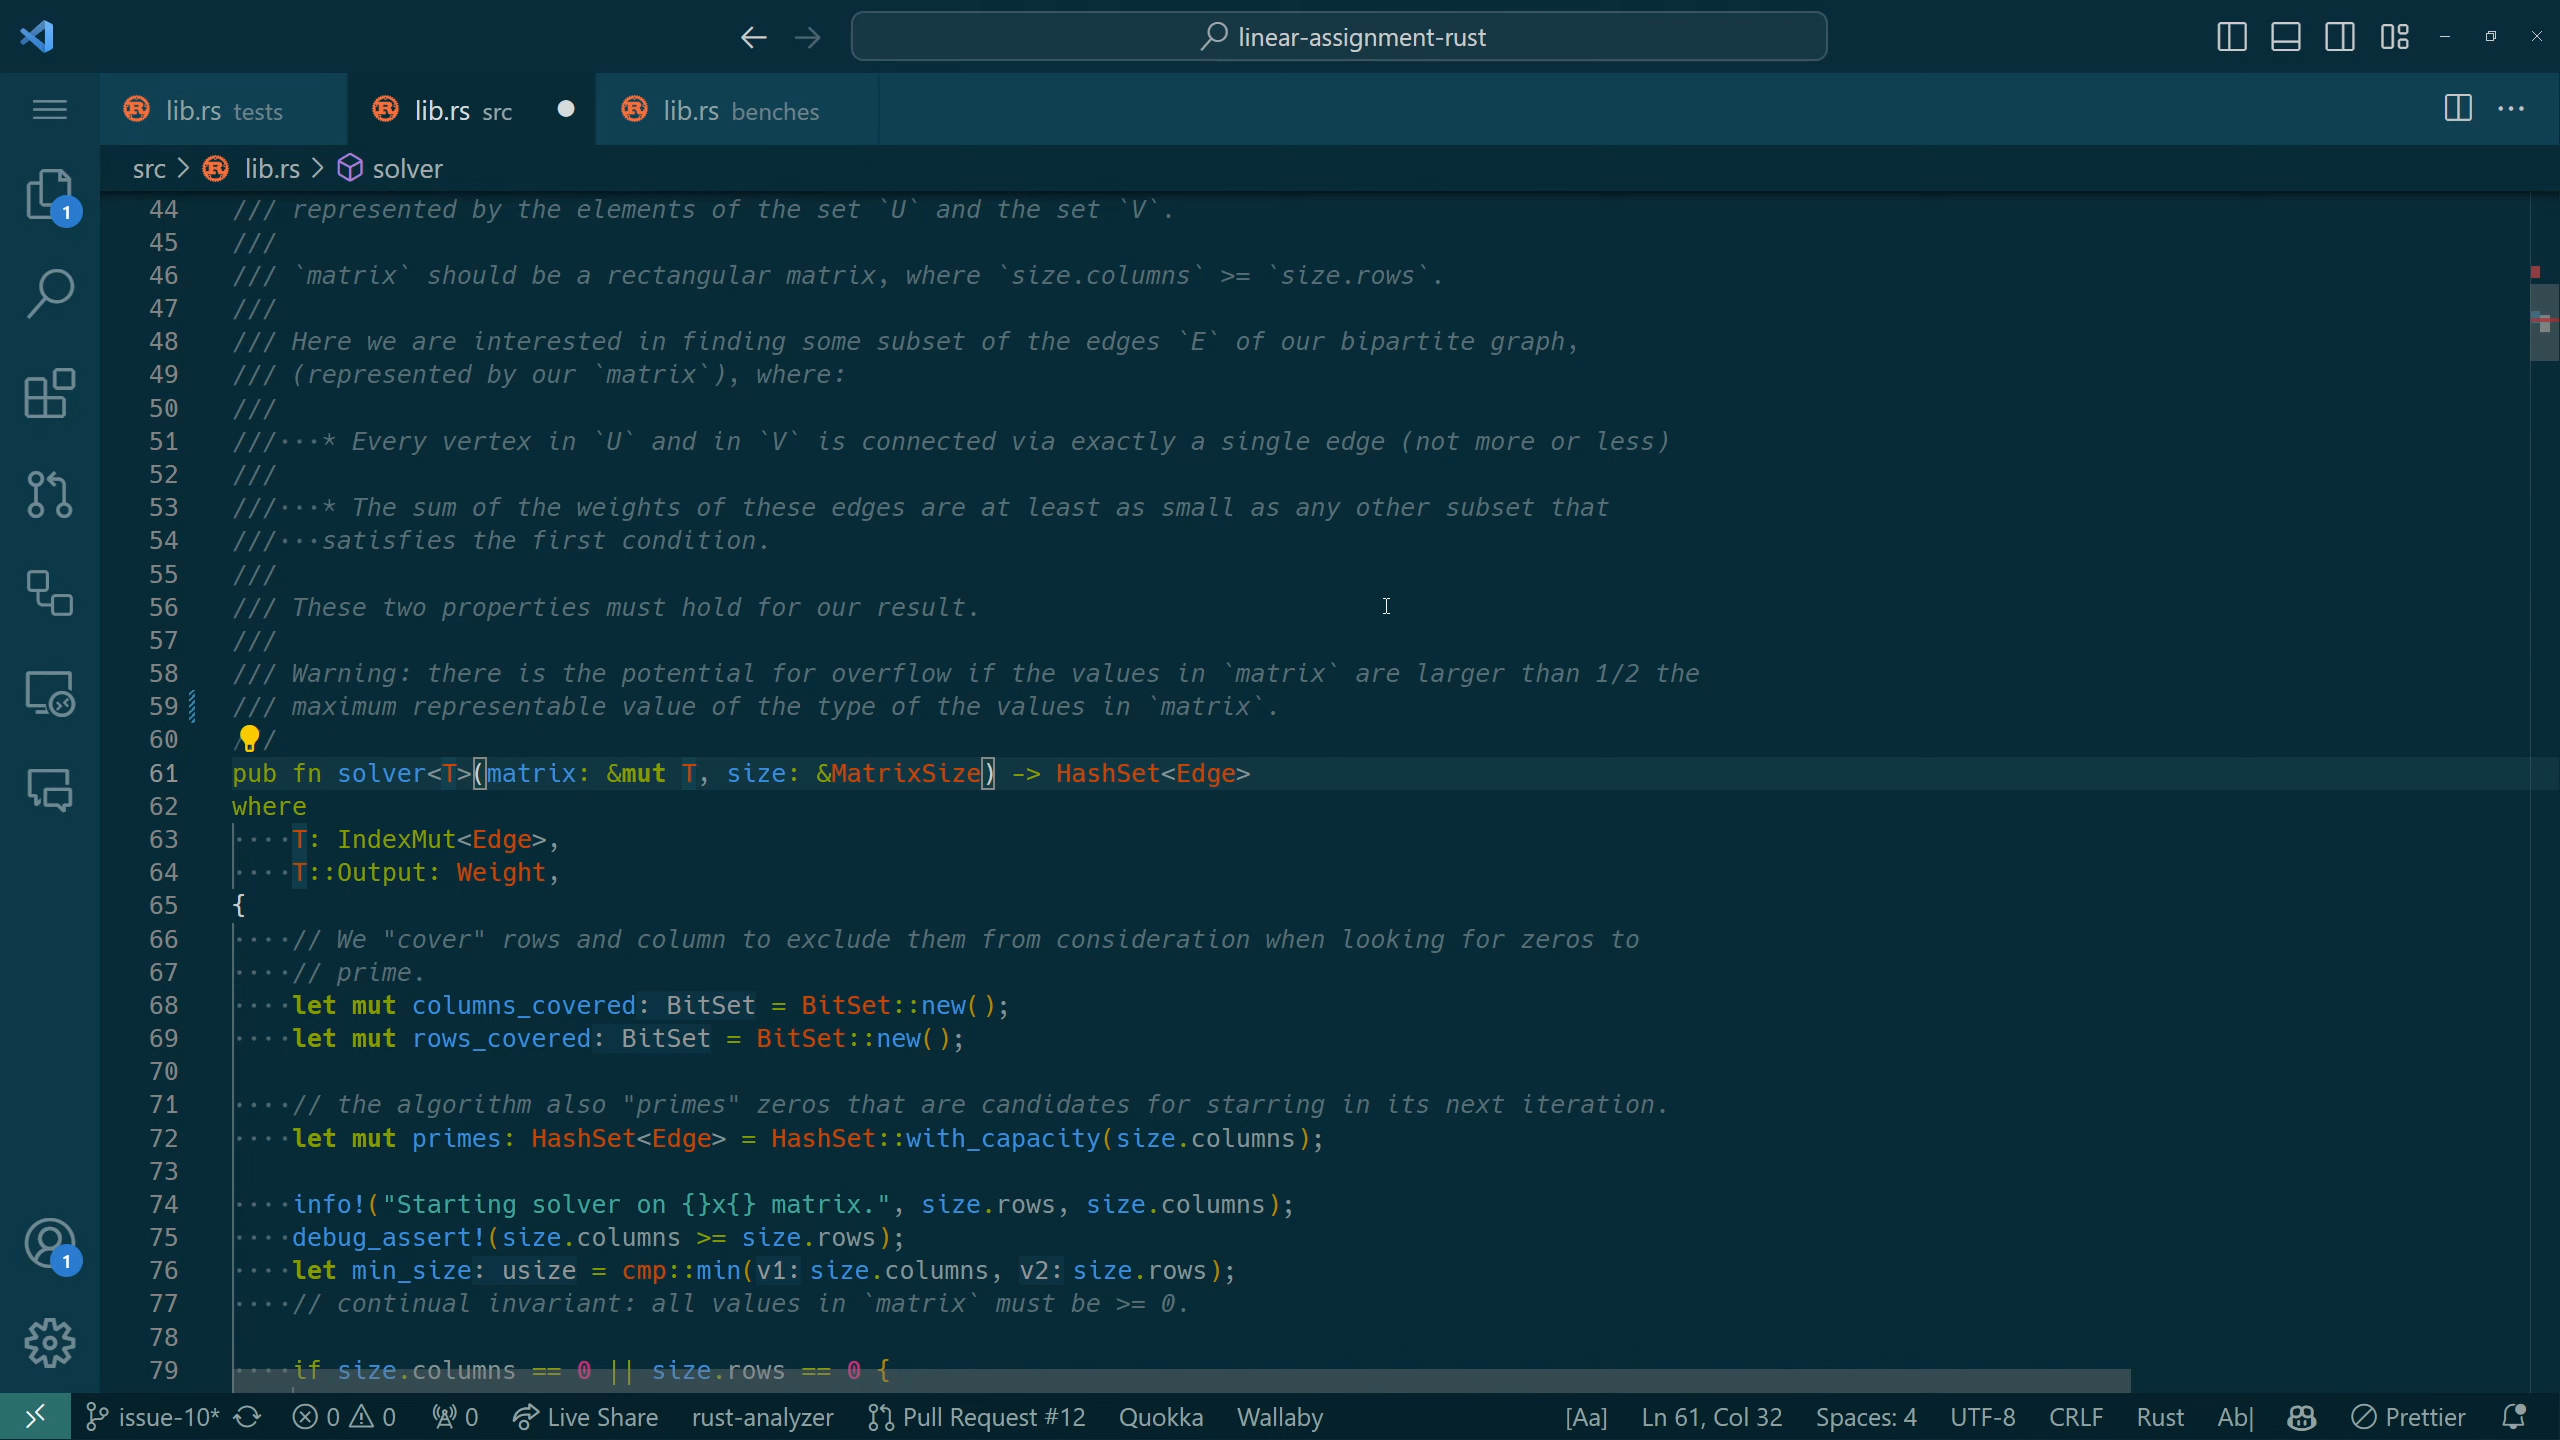 linear-assignment-rust
lib.rs tests
lib.rs src
lib.rs benches
src > lib.rs > solver
1
1
44 /// represented by the elements of the set `U` and the set `V`.
45 ///
46 /// `matrix` should be a rectangular matrix, where `size.columns` >= `size.rows`.
47 ///
48 /// Here we are interested in finding some subset of the edges `E` of our bipartite graph,
49 /// (represented by our `matrix`), where:
50 ///
51 ///···* Every vertex in `U` and in `V` is connected via exactly a single edge (not more or less)
52 ///
53 ///···* The sum of the weights of these edges are at least as small as any other subset that
54 ///···satisfies the first condition.
55 ///
56 /// These two properties must hold for our result.
57 ///
58 /// Warning: there is the potential for overflow if the values in `matrix` are larger than 1/2 the
59 /// maximum representable value of the type of the values in `matrix`.
60 ///
61 pub fn solver<T>(matrix: &mut T, size: &MatrixSize) -> HashSet<Edge>
62 where
63 ····T: IndexMut<Edge>,
64 ····T::Output: Weight,
65 {
66 ····// We "cover" rows and column to exclude them from consideration when looking for zeros to
67 ····// prime.
68 ····let mut columns_covered: BitSet = BitSet::new();
69 ····let mut rows_covered: BitSet = BitSet::new();
70
71 ····// the algorithm also "primes" zeros that are candidates for starring in its next iteration.
72 ····let mut primes: HashSet<Edge> = HashSet::with_capacity(size.columns);
73
74 ····info!("Starting solver on {}x{} matrix.", size.rows, size.columns);
75 ····debug_assert!(size.columns >= size.rows);
76 ····let min_size: usize = cmp::min(v1: size.columns, v2: size.rows);
77 ····// continual invariant: all values in `matrix` must be >= 0.
78
79 ····if size.columns == 0 || size.rows == 0 {
issue-10* 0 0 0 Live Share rust-analyzer Pull Request #12 Quokka Wallaby [Aa] Ln 61, Col 32 Spaces: 4 UTF-8 CRLF Rust Ab| Prettier